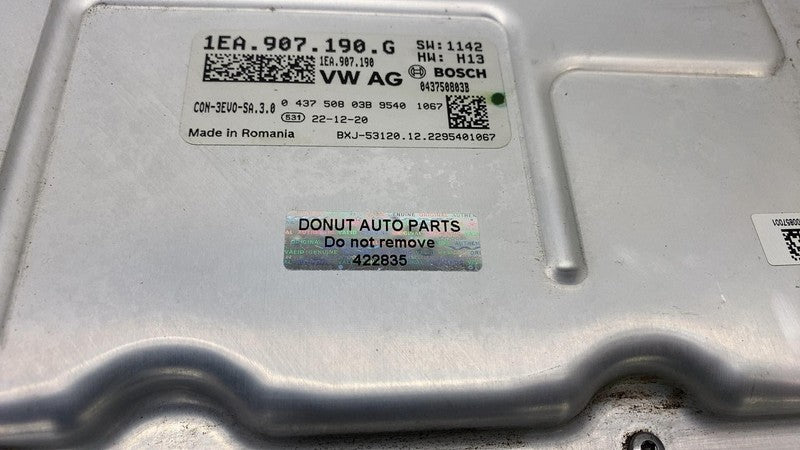 1EA.907.190.G SW:1142
1EA.907.190 HW: H13
VW AG BOSCH
043750803B
CON-3EVO-SA.3.0 0 437 508 03B 9540 1067
531 22-12-20
Made in Romania BXJ-53120.12.2295401067
DONUT AUTO PARTS
Do not remove
422835